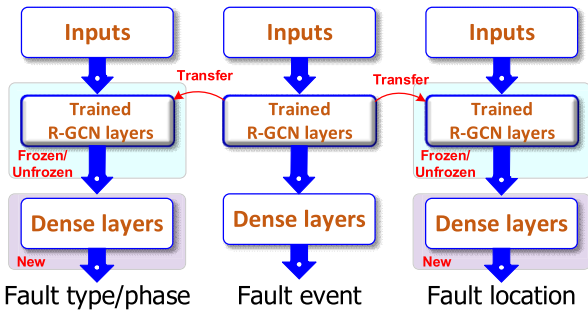 Inputs
Inputs
Inputs
Transfer
Transfer
Trained
R-GCN layers
Trained
R-GCN layers
Trained
R-GCN layers
Frozen/
Unfrozen
Frozen/
Unfrozen
Dense layers
Dense layers
Dense layers
New
New
Fault type/phase
Fault event
Fault location